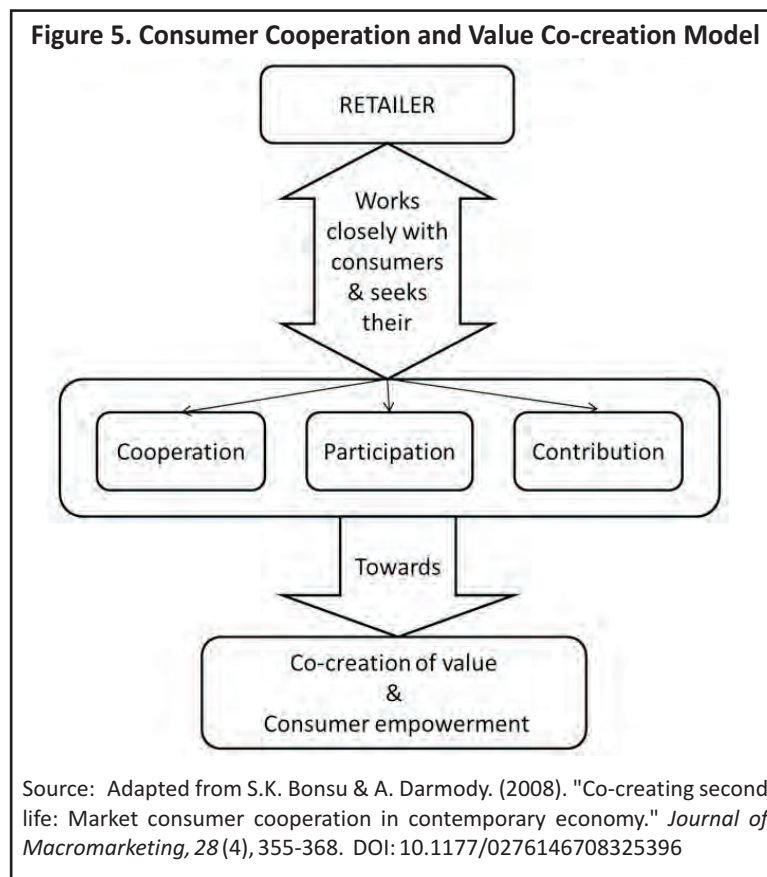 Figure 5. Consumer Cooperation and Value Co-creation Model
RETAILER
Works
closely with
consumers
& seeks
their
Cooperation
Participation
Contribution
Towards
Co-creation of value
&
Consumer empowerment
Source: Adapted from S.K. Bonsu & A. Darmody. (2008). "Co-creating second
life: Market consumer cooperation in contemporary economy." Journal of
Macromarketing, 28 (4), 355-368. DOI: 10.1177/0276146708325396